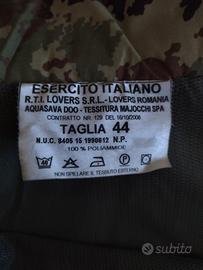 ESERCITO ITALIANO
R.T.I. LOVERS S.R.L.- LOVERS ROMANIA
AQUASAVA DOO - TESSITURA MAJOCCHI SPA
CONTRATTO NR. 129 DEL 16/10/2006
TAGLIA 44
N.U.C. 8405 15 1990812 N.P.
100 % POLIAMMIDE
40
NON SPILLARE IL TESSUTO ESTERNO
subito